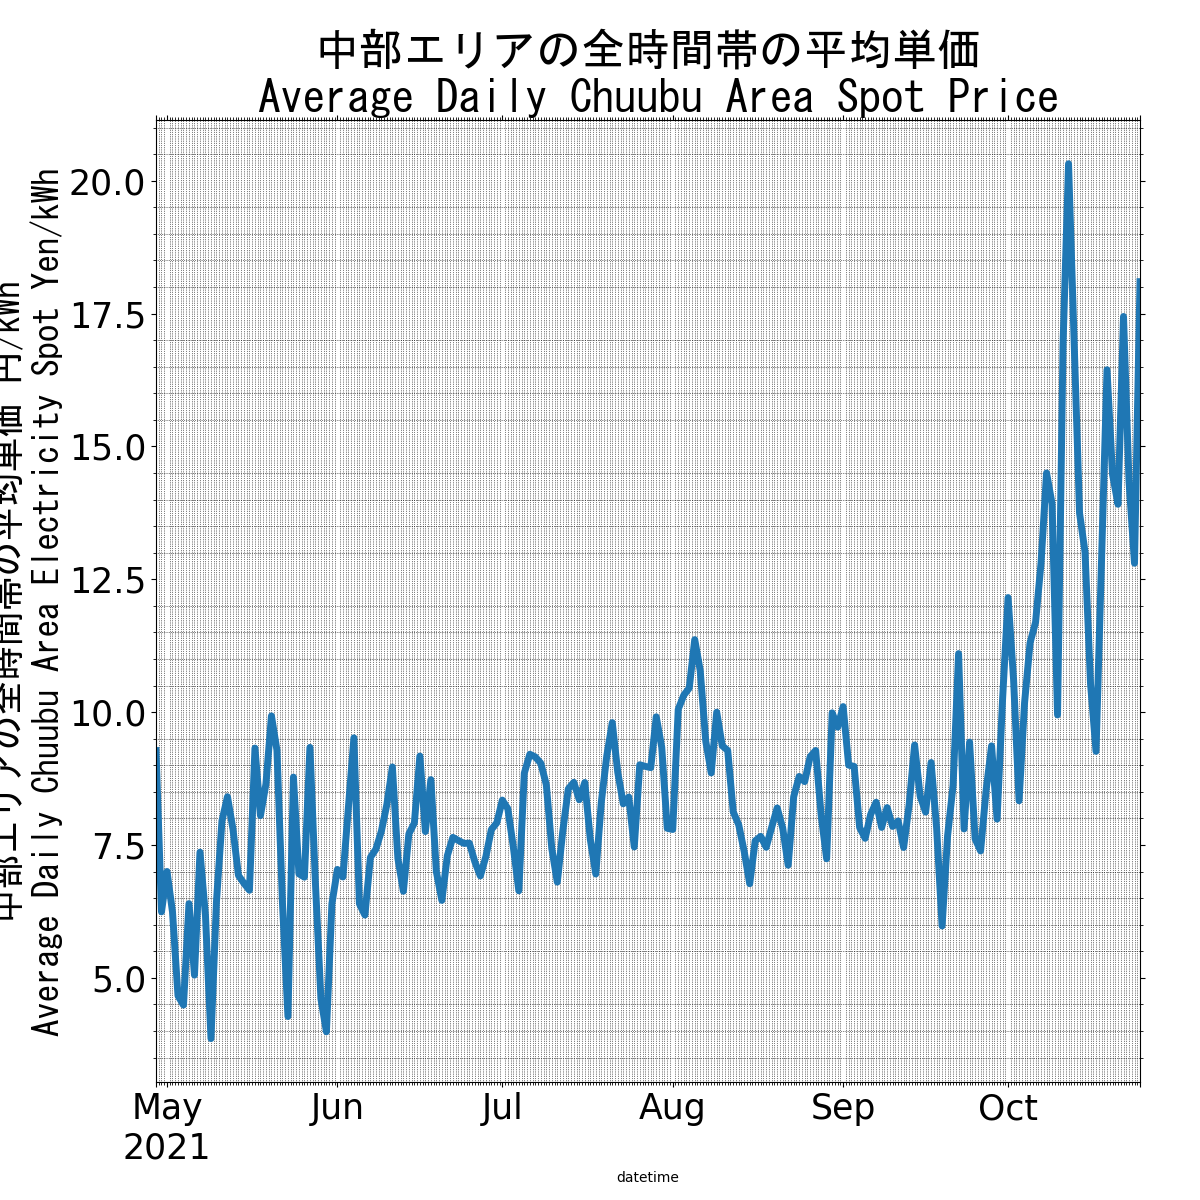 中部エリアの全時間帯の平均単価
Average Daily Chuubu Area Spot Price
中部エリアの全時間帯の平均単価 円/kWh
Average Daily Chuubu Area Electricity Spot Yen/kWh
20.0
17.5
15.0
12.5
10.0
7.5
5.0
May
2021
Jun
Jul
Aug
Sep
Oct
datetime